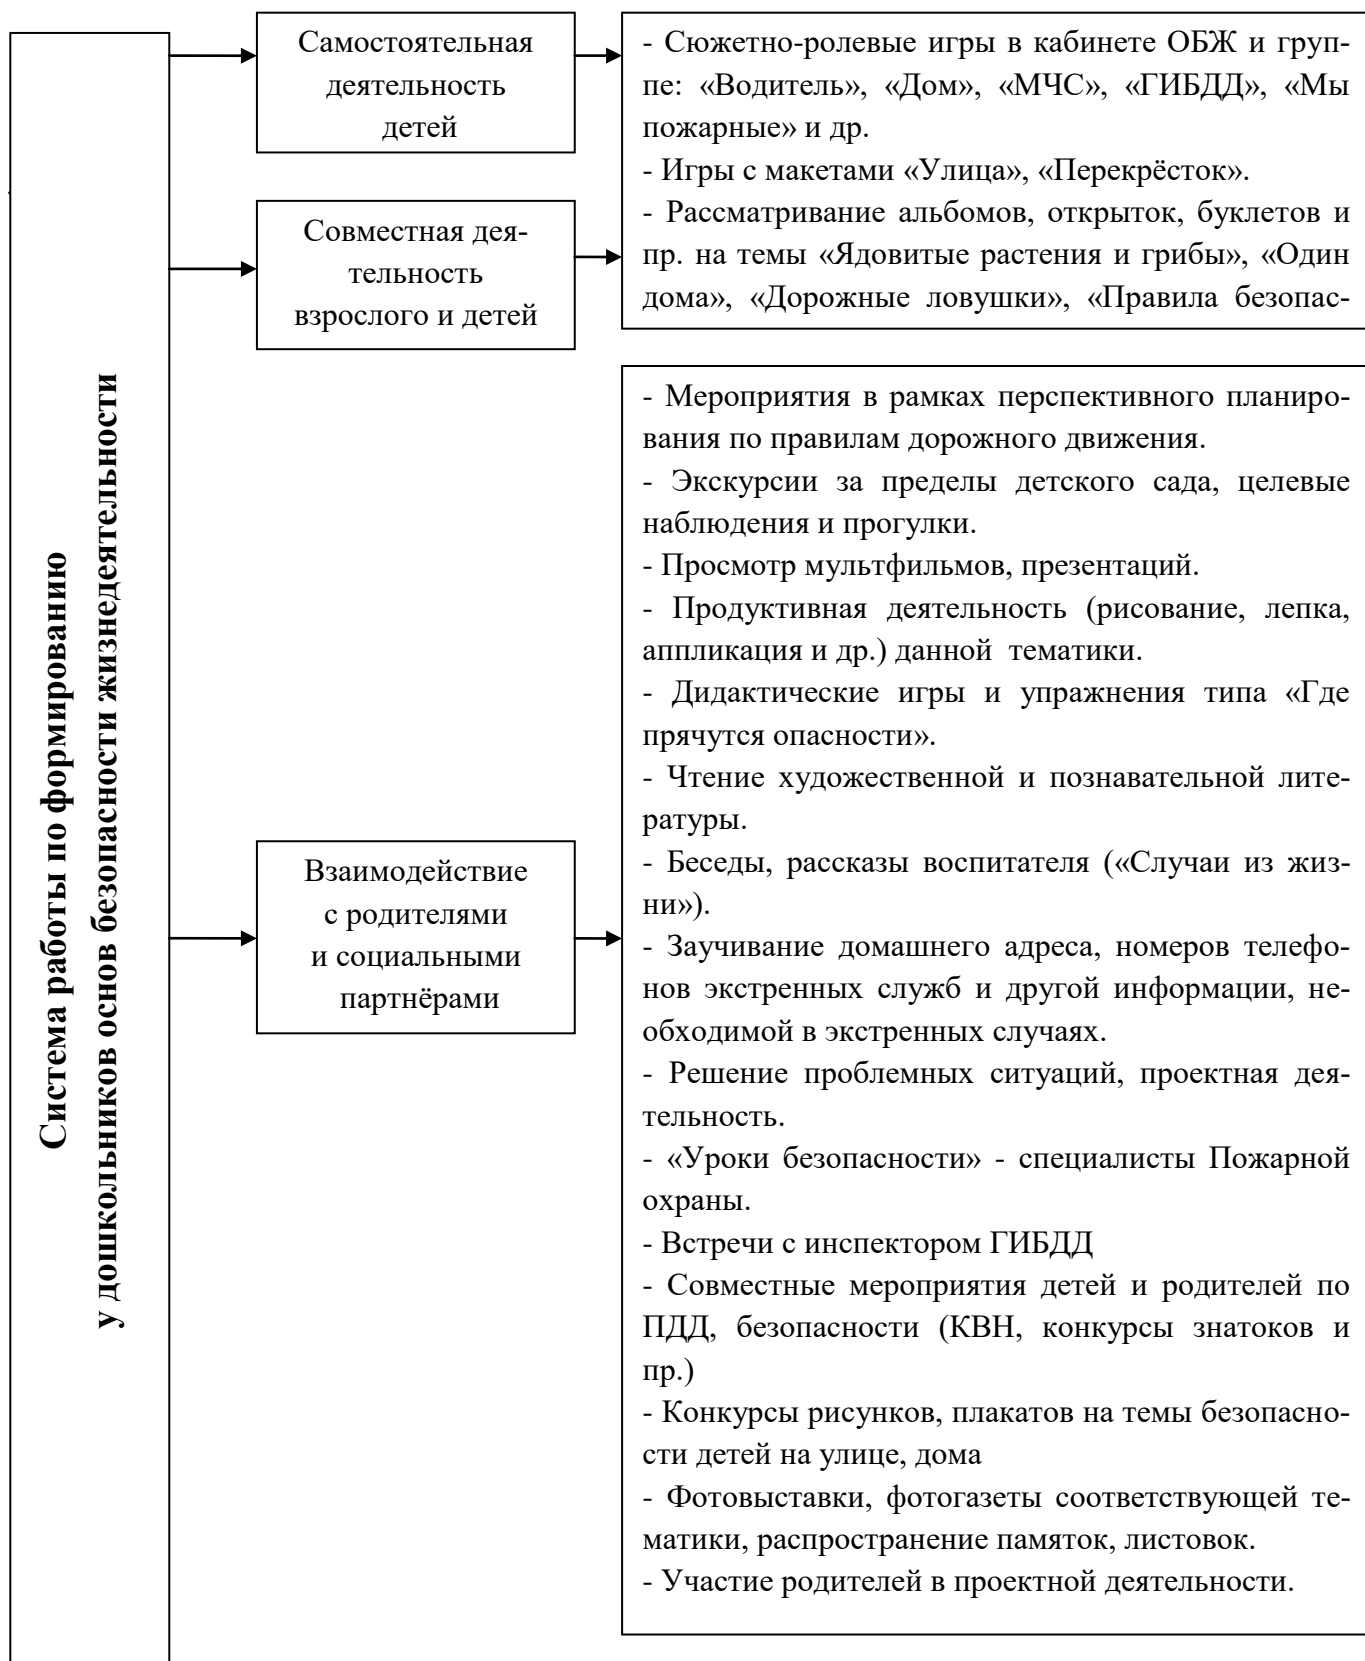 Система работы по формированию
у дошкольников основ безопасности жизнедеятельности
Самостоятельная
деятельность
детей
- Сюжетно-ролевые игры в кабинете ОБЖ и груп-
пе: «Водитель», «Дом», «МЧС», «ГИБДД», «Мы
пожарные» и др.
- Игры с макетами «Улица», «Перекрёсток».
- Рассматривание альбомов, открыток, буклетов и
пр. на темы «Ядовитые растения и грибы», «Один
дома», «Дорожные ловушки», «Правила безопас-
Совместная дея-
тельность
взрослого и детей
Взаимодействие
с родителями
и социальными
партнёрами
- Мероприятия в рамках перспективного планиро-
вания по правилам дорожного движения.
- Экскурсии за пределы детского сада, целевые
наблюдения и прогулки.
- Просмотр мультфильмов, презентаций.
- Продуктивная деятельность (рисование, лепка,
аппликация и др.) данной тематики.
- Дидактические игры и упражнения типа «Где
прячутся опасности».
- Чтение художественной и познавательной лите-
ратуры.
- Беседы, рассказы воспитателя («Случаи из жиз-
ни»).
- Заучивание домашнего адреса, номеров телефо-
нов экстренных служб и другой информации, не-
обходимой в экстренных случаях.
- Решение проблемных ситуаций, проектная дея-
тельность.
- «Уроки безопасности» - специалисты Пожарной
охраны.
- Встречи с инспектором ГИБДД
- Совместные мероприятия детей и родителей по
ПДД, безопасности (КВН, конкурсы знатоков и
пр.)
- Конкурсы рисунков, плакатов на темы безопасно-
сти детей на улице, дома
- Фотовыставки, фотогазеты соответствующей те-
матики, распространение памяток, листовок.
- Участие родителей в проектной деятельности.